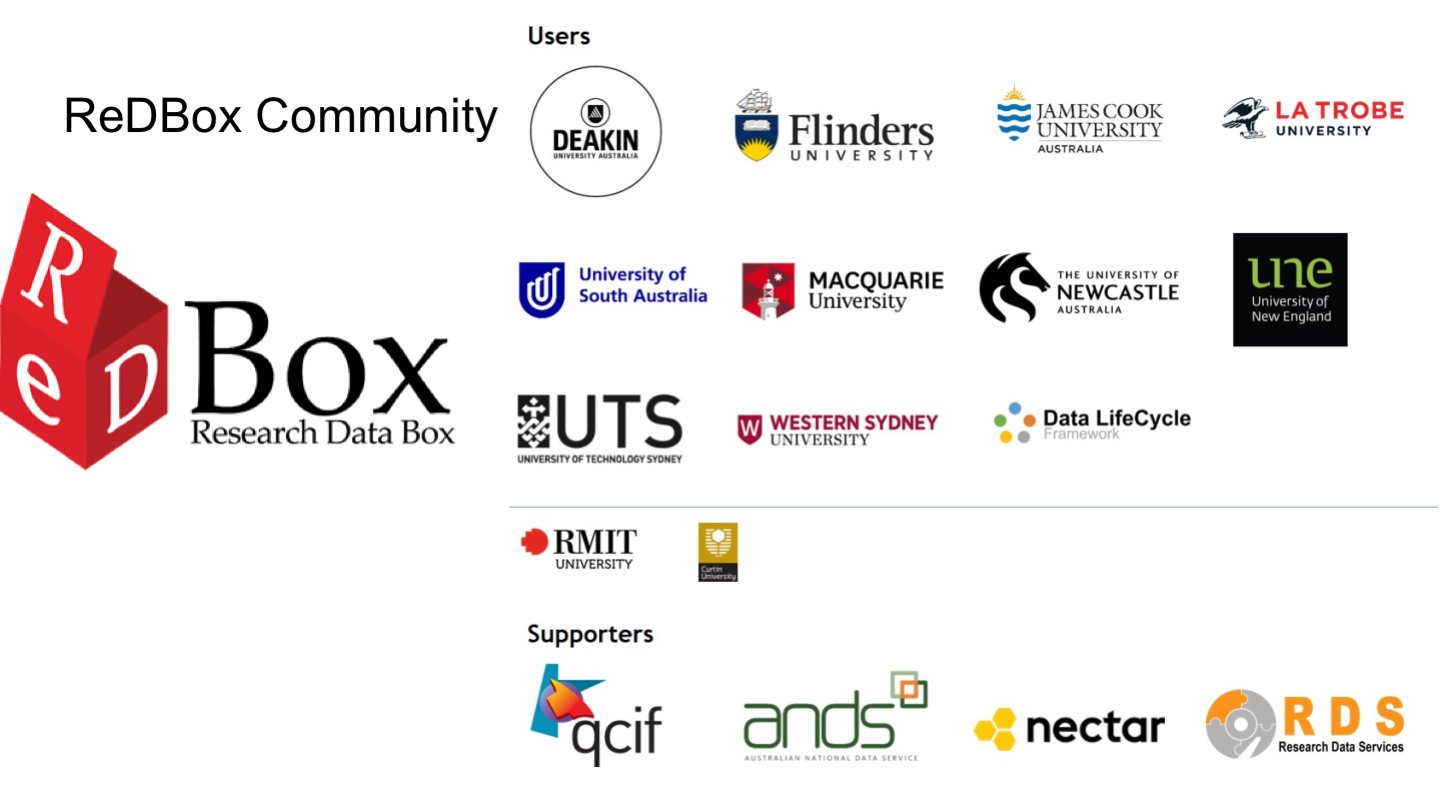 ReDBox Community
ReD
Box
Research Data Box
Users
DEAKIN
UNIVERSITY AUSTRALIA
Flinders
UNIVERSITY
JAMES COOK
UNIVERSITY
AUSTRALIA
LA TROBE
UNIVERSITY
University of
South Australia
MACQUARIE
University
THE UNIVERSITY OF
NEWCASTLE
AUSTRALIA
une
University of
New England
UTS
UNIVERSITY OF TECHNOLOGY SYDNEY
W
WESTERN SYDNEY
UNIVERSITY
Data LifeCycle
Framework
RMIT
UNIVERSITY
Curtin
University
Supporters
qcif
ands
AUSTRALIAN NATIONAL DATA SERVICE
nectar
RDS
Research Data Services